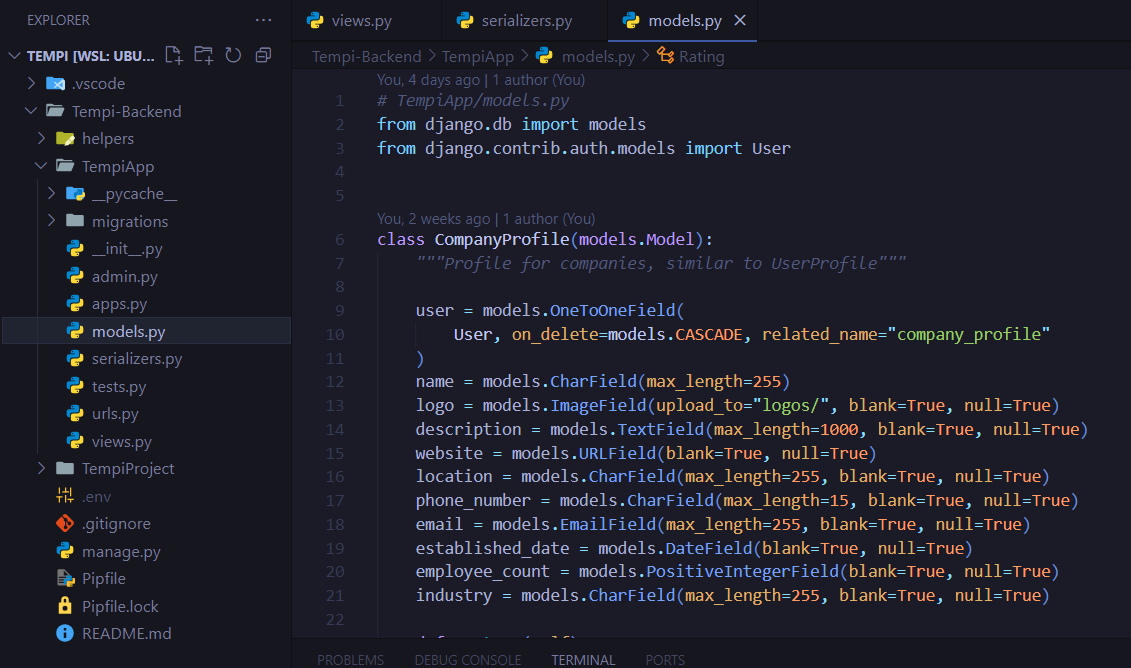 EXPLORER
...
TEMPI [WSL: UBU...
.vscode
Tempi-Backend
helpers
TempiApp
__pycache__
migrations
__init__.py
admin.py
apps.py
models.py
serializers.py
tests.py
urls.py
views.py
TempiProject
.env
.gitignore
manage.py
Pipfile
Pipfile.lock
README.md
views.py
serializers.py
models.py
Tempi-Backend > TempiApp > models.py > Rating
You, 4 days ago | 1 author (You)
1 # TempiApp/models.py
2 from django.db import models
3 from django.contrib.auth.models import User
4
5
You, 2 weeks ago | 1 author (You)
6 class CompanyProfile(models.Model):
7     """Profile for companies, similar to UserProfile"""
8
9     user = models.OneToOneField(
10         User, on_delete=models.CASCADE, related_name="company_profile"
11     )
12     name = models.CharField(max_length=255)
13     logo = models.ImageField(upload_to="logos/", blank=True, null=True)
14     description = models.TextField(max_length=1000, blank=True, null=True)
15     website = models.URLField(blank=True, null=True)
16     location = models.CharField(max_length=255, blank=True, null=True)
17     phone_number = models.CharField(max_length=15, blank=True, null=True)
18     email = models.EmailField(max_length=255, blank=True, null=True)
19     established_date = models.DateField(blank=True, null=True)
20     employee_count = models.PositiveIntegerField(blank=True, null=True)
21     industry = models.CharField(max_length=255, blank=True, null=True)
22
PROBLEMS DEBUG CONSOLE TERMINAL PORTS